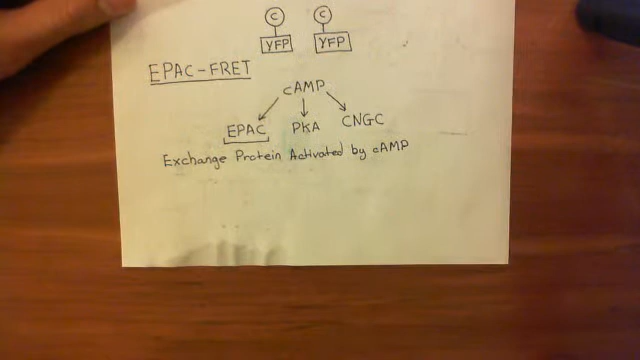 C C
YFP YFP
EPAC-FRET
cAMP
EPAC PKA CNGC
Exchange Protein Activated by cAMP